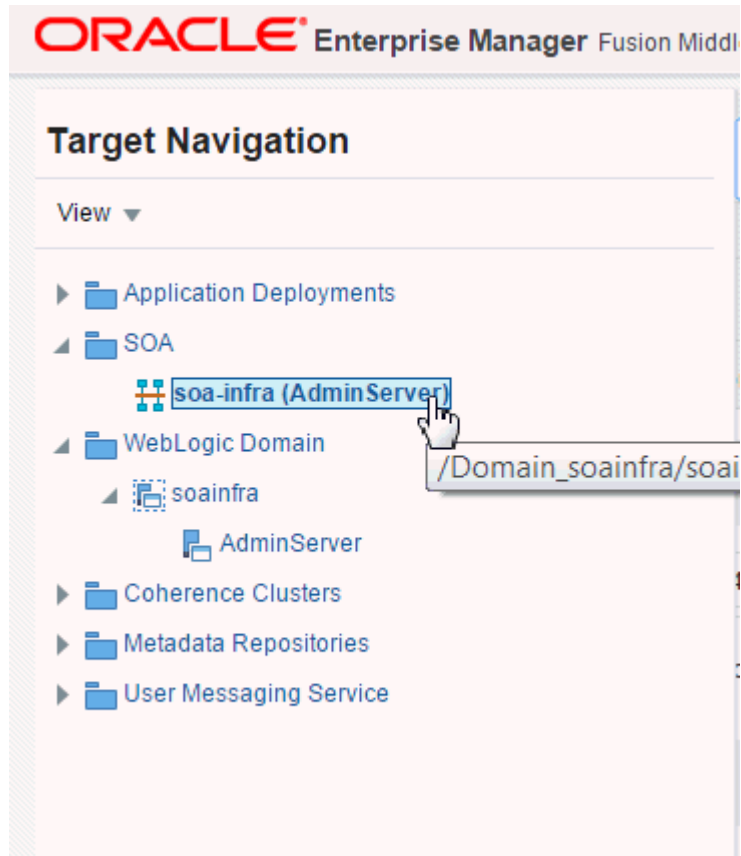 ORACLE Enterprise Manager Fusion
Target Navigation
View
Application Deployments
SOA
soa-infra (AdminServer)
WebLogic Domain
/Domain_soainfra/soai
soainfra
AdminServer
Coherence Clusters
Metadata Repositories
User Messaging Service